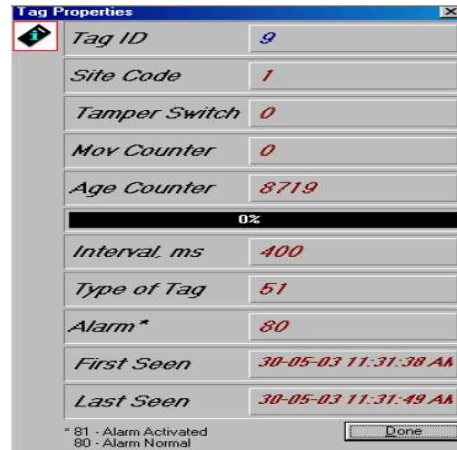 Tag Properties
Tag ID 9
Site Code 1
Tamper Switch 0
Mov Counter 0
Age Counter 8719
0%
Interval, ms 400
Type of Tag 51
Alarm* 80
First Seen 30-05-03 11:31:38 AM
Last Seen 30-05-03 11:31:49 AM
* 81 - Alarm Activated
80 - Alarm Normal
Done